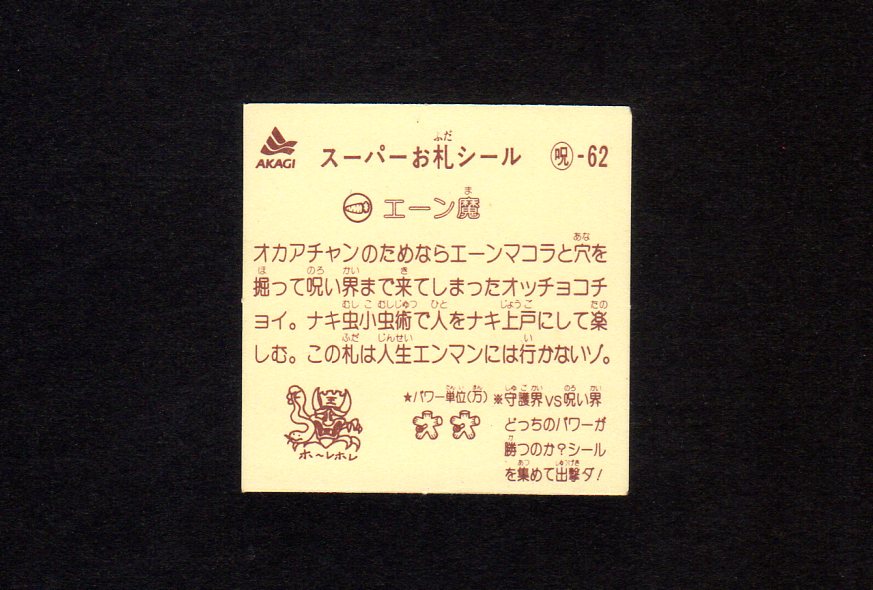 AKAGI
スーパーお札シール ㊙-62
エーン魔
オカアチャンのためならエーンマコラと穴を
掘って呪い界まで来てしまったオッチョコチ
ョイ。ナキ虫小虫術で人をナキ上戸にして楽
しむ。この札は人生エンマンには行かないゾ。
★パワー単位(万)
ホ〜レホレ
※守護界VS呪い界
どっちのパワーが
勝つのか?シール
を集めて出撃ダ!